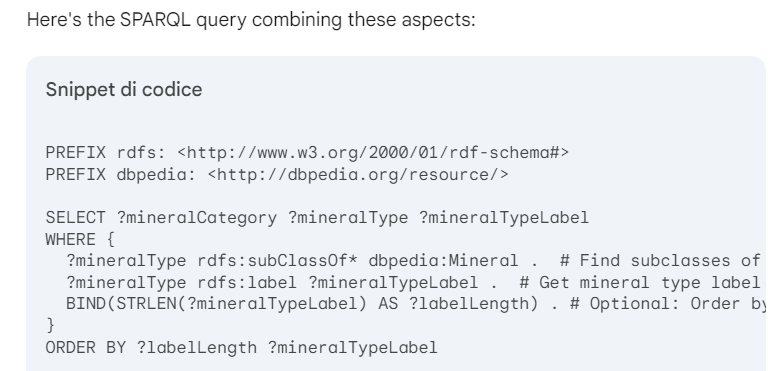 Here's the SPARQL query combining these aspects:
Snippet di codice
PREFIX rdfs: <http://www.w3.org/2000/01/rdf-schema#>
PREFIX dbpedia: <http://dbpedia.org/resource/>
SELECT ?mineralCategory ?mineralType ?mineralTypeLabel
WHERE {
  ?mineralType rdfs:subClassOf* dbpedia:Mineral .  # Find subclasses of
  ?mineralType rdfs:label ?mineralTypeLabel .  # Get mineral type label
  BIND(STRLEN(?mineralTypeLabel) AS ?labelLength) . # Optional: Order by
}
ORDER BY ?labelLength ?mineralTypeLabel